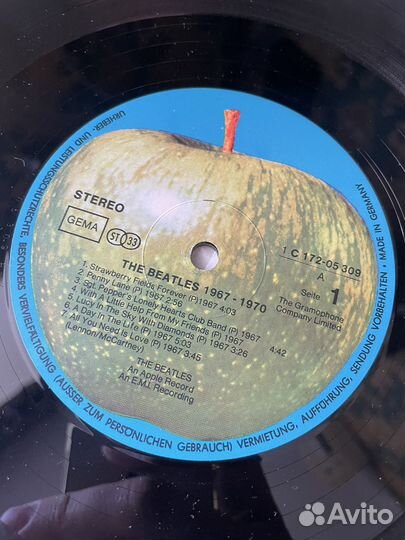 URHEBER- UND LEISTUNGSSCHUTZRECHTE BESONDERS VERVIELFÄLTIGUNG (AUSSER ZUM PERSÖNLICHEN GEBRAUCH) VERMIETUNG, AUFFÜHRUNG, SENDUNG VORBEHALTEN · MADE IN GERMANY
STEREO
GEMA
ST 33
1 C 172-05 309
A
Seite 1
The Gramophone
Company Limited
THE BEATLES 1967 - 1970
1. Strawberry Fields Forever (P) 1967 4:03
2. Penny Lane (P) 1967 2:56
3. Sgt. Pepper's Lonely Hearts Club Band (P) 1967
4. With A Little Help From My Friends (P) 1967 4:42
5. Lucy In The Sky With Diamonds (P) 1967 3:26
6. A Day In The Life (P) 1967 5:03
7. All You Need Is Love (P) 1967 3:45
(Lennon/McCartney)
THE BEATLES
An Apple Record
An E.M.I. Recording
Avito